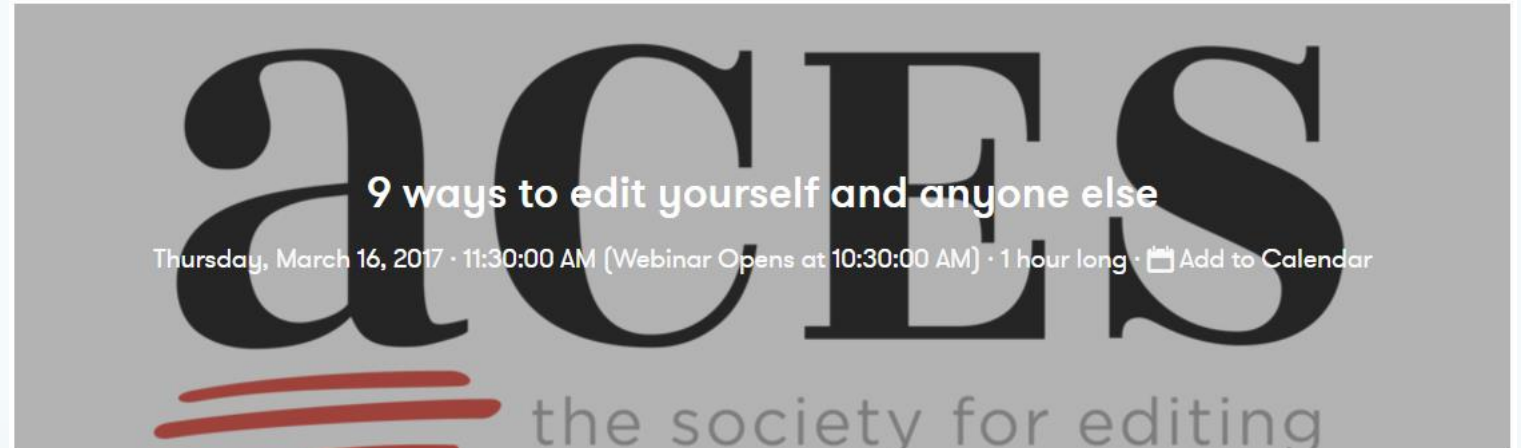 aCES
9 ways to edit yourself and anyone else
Thursday, March 16, 2017 · 11:30:00 AM (Webinar Opens at 10:30:00 AM) · 1 hour long · Add to Calendar
the society for editing